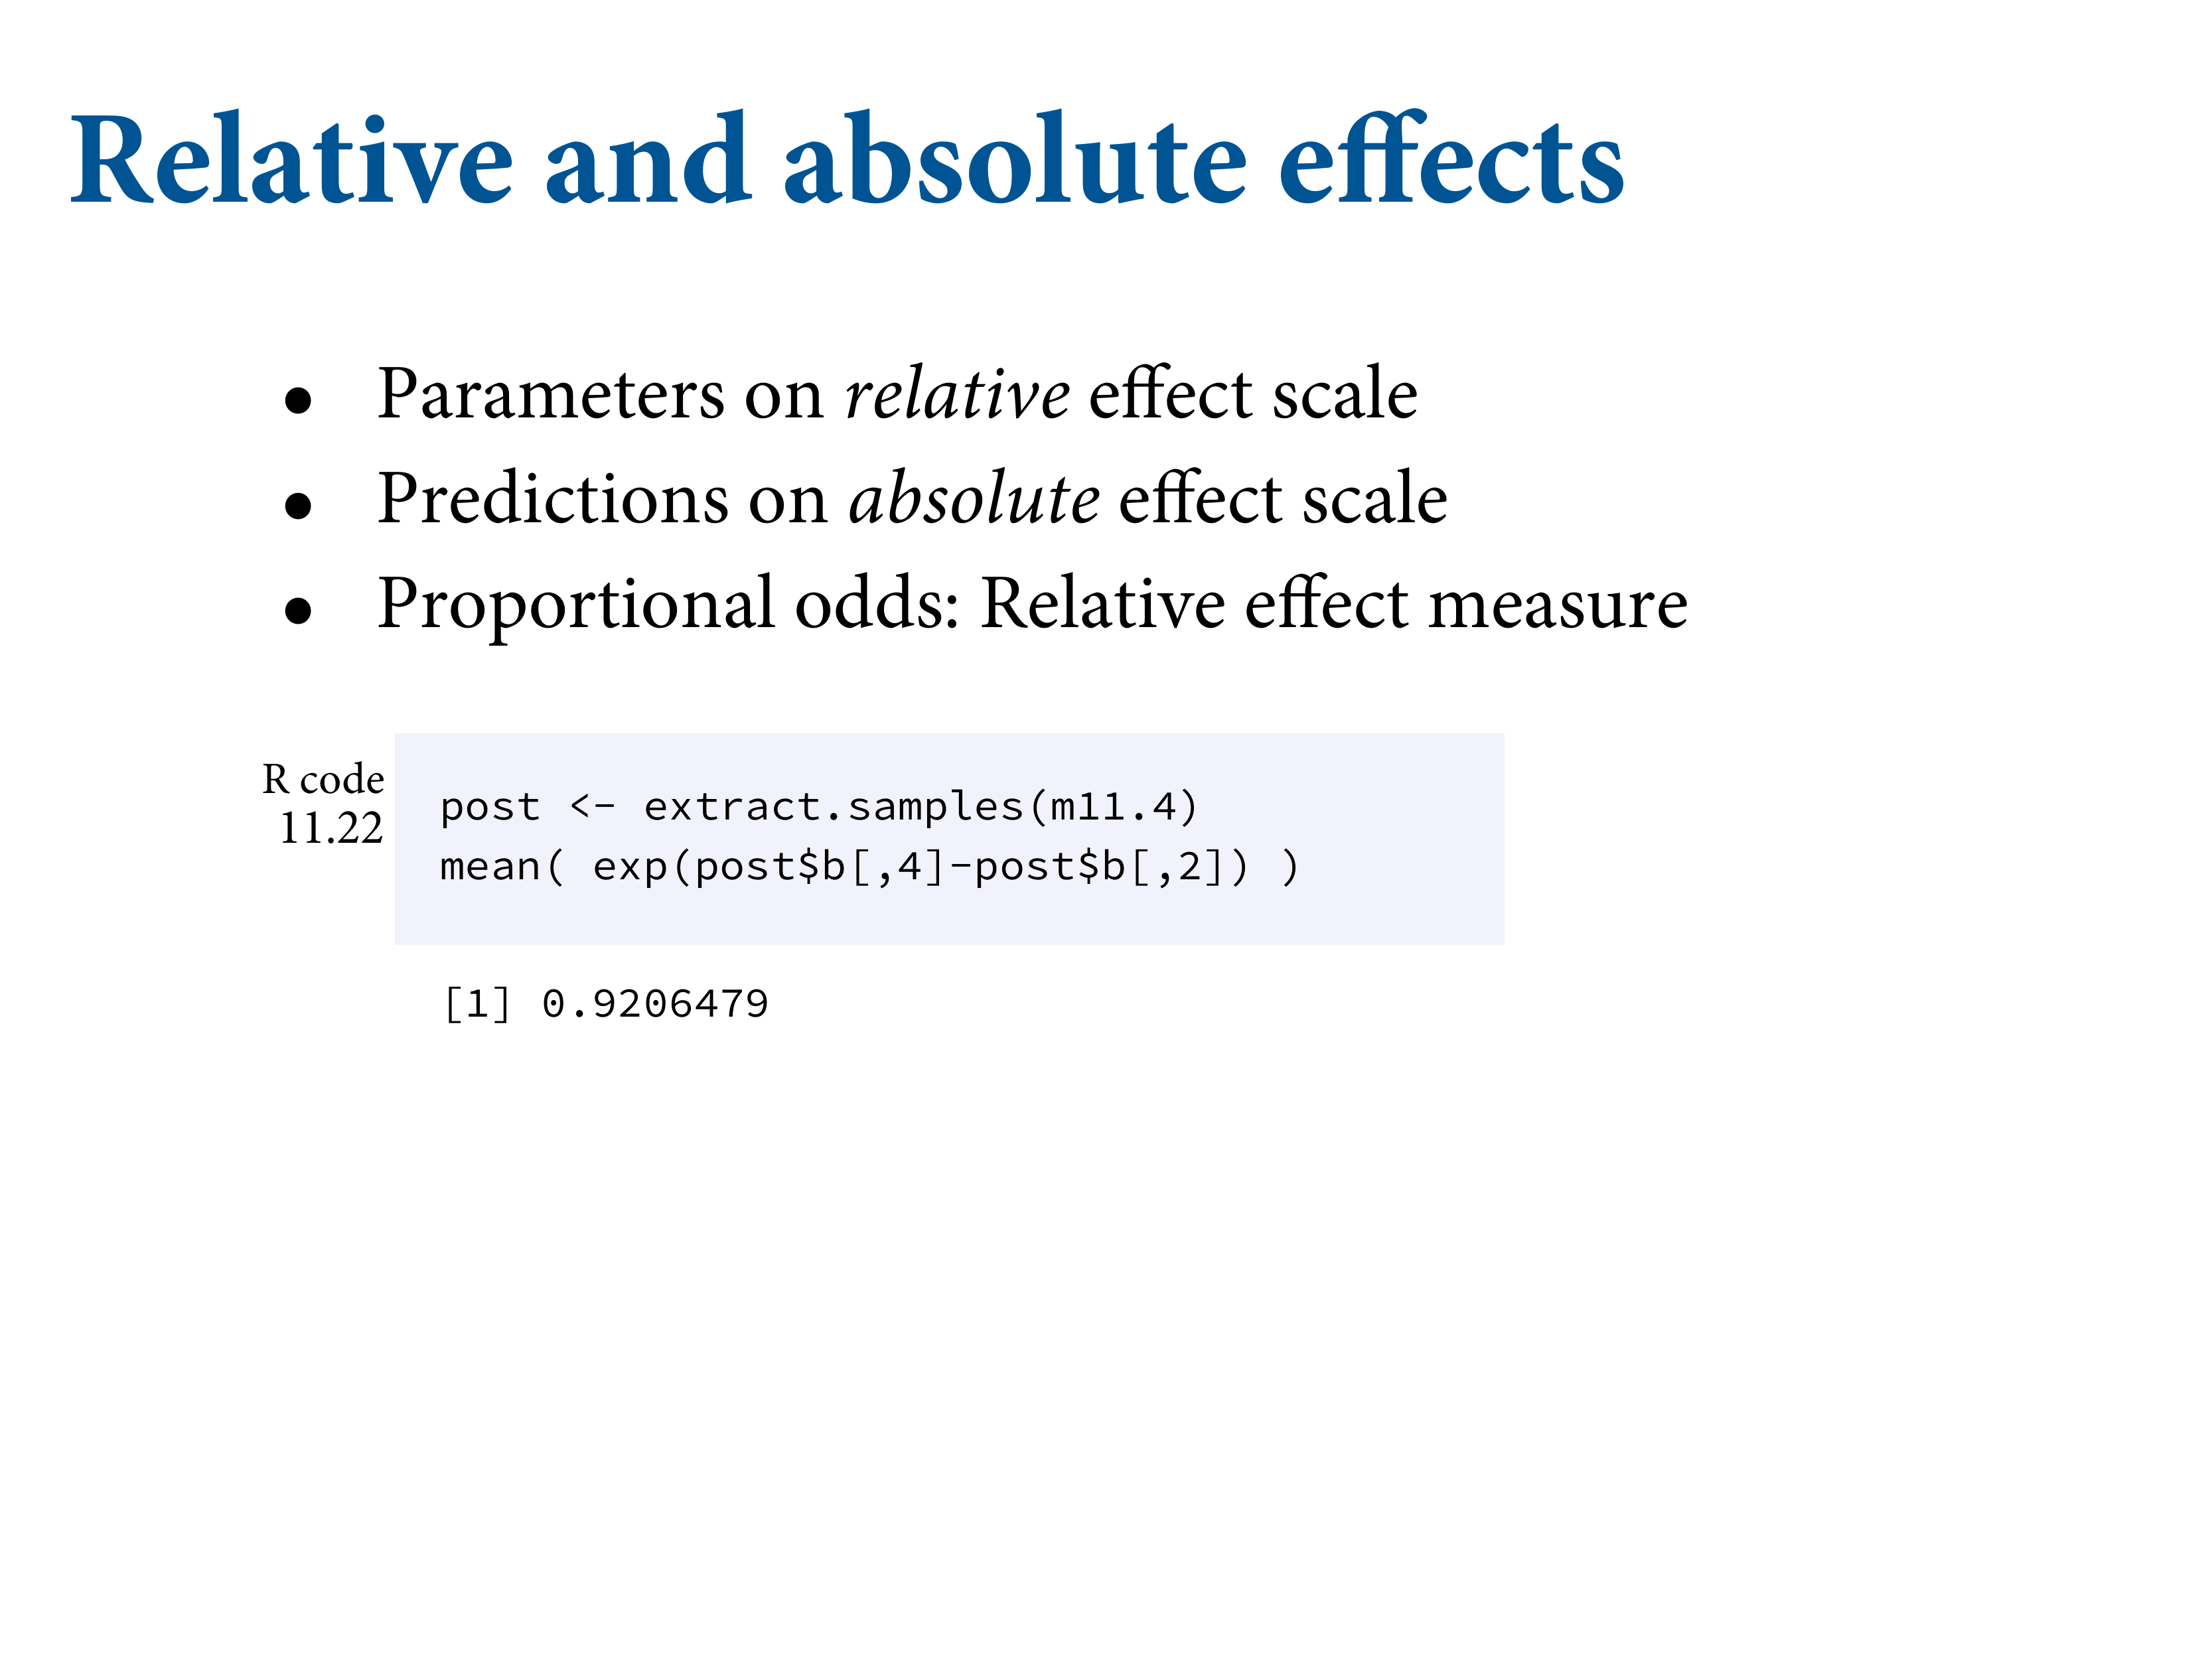 Relative and absolute effects
• Parameters on relative effect scale
• Predictions on absolute effect scale
• Proportional odds: Relative effect measure
R code
11.22
post <- extract.samples(m11.4)
mean( exp(post$b[,4]-post$b[,2]) )
[1] 0.9206479